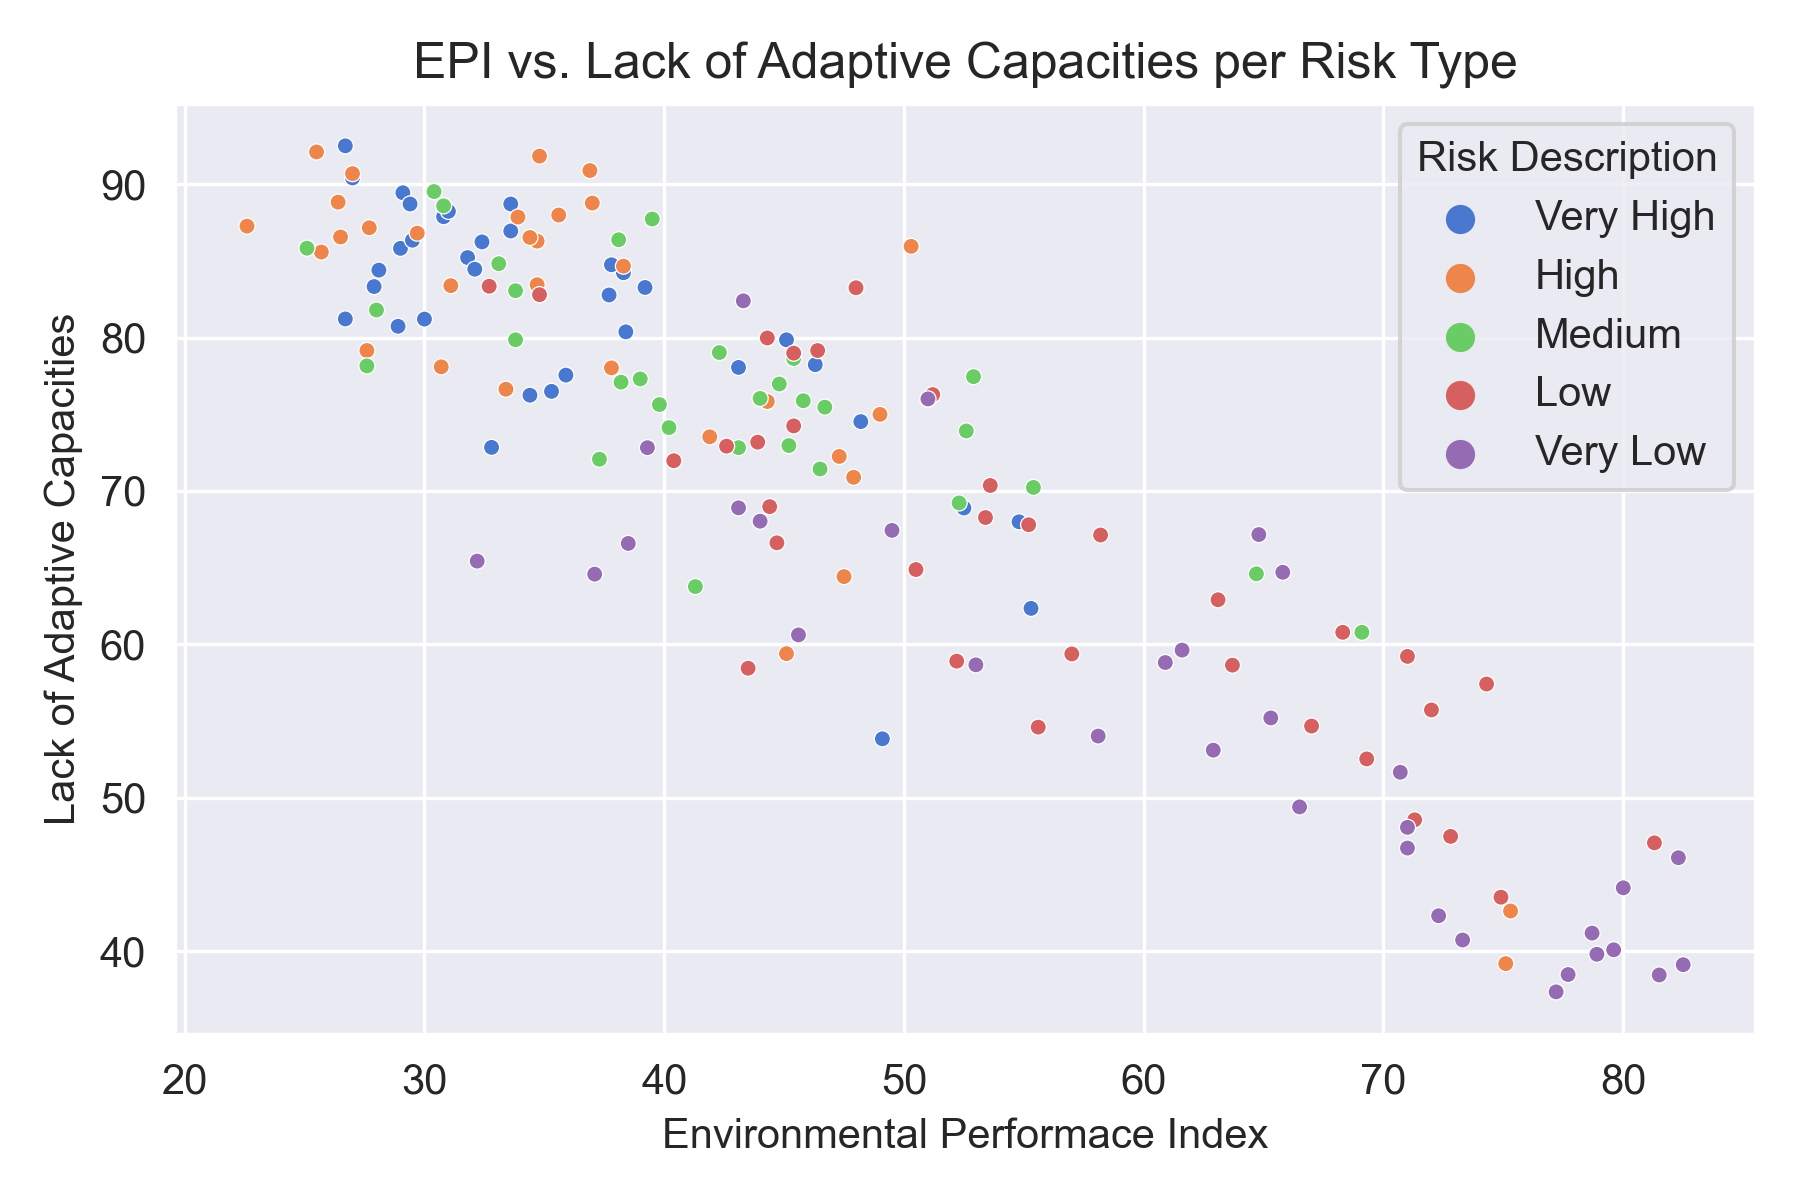 EPI vs. Lack of Adaptive Capacities per Risk Type
Risk Description
Very High
High
Medium
Low
Very Low
Lack of Adaptive Capacities
90
80
70
60
50
40
20 30 40 50 60 70 80
Environmental Performace Index